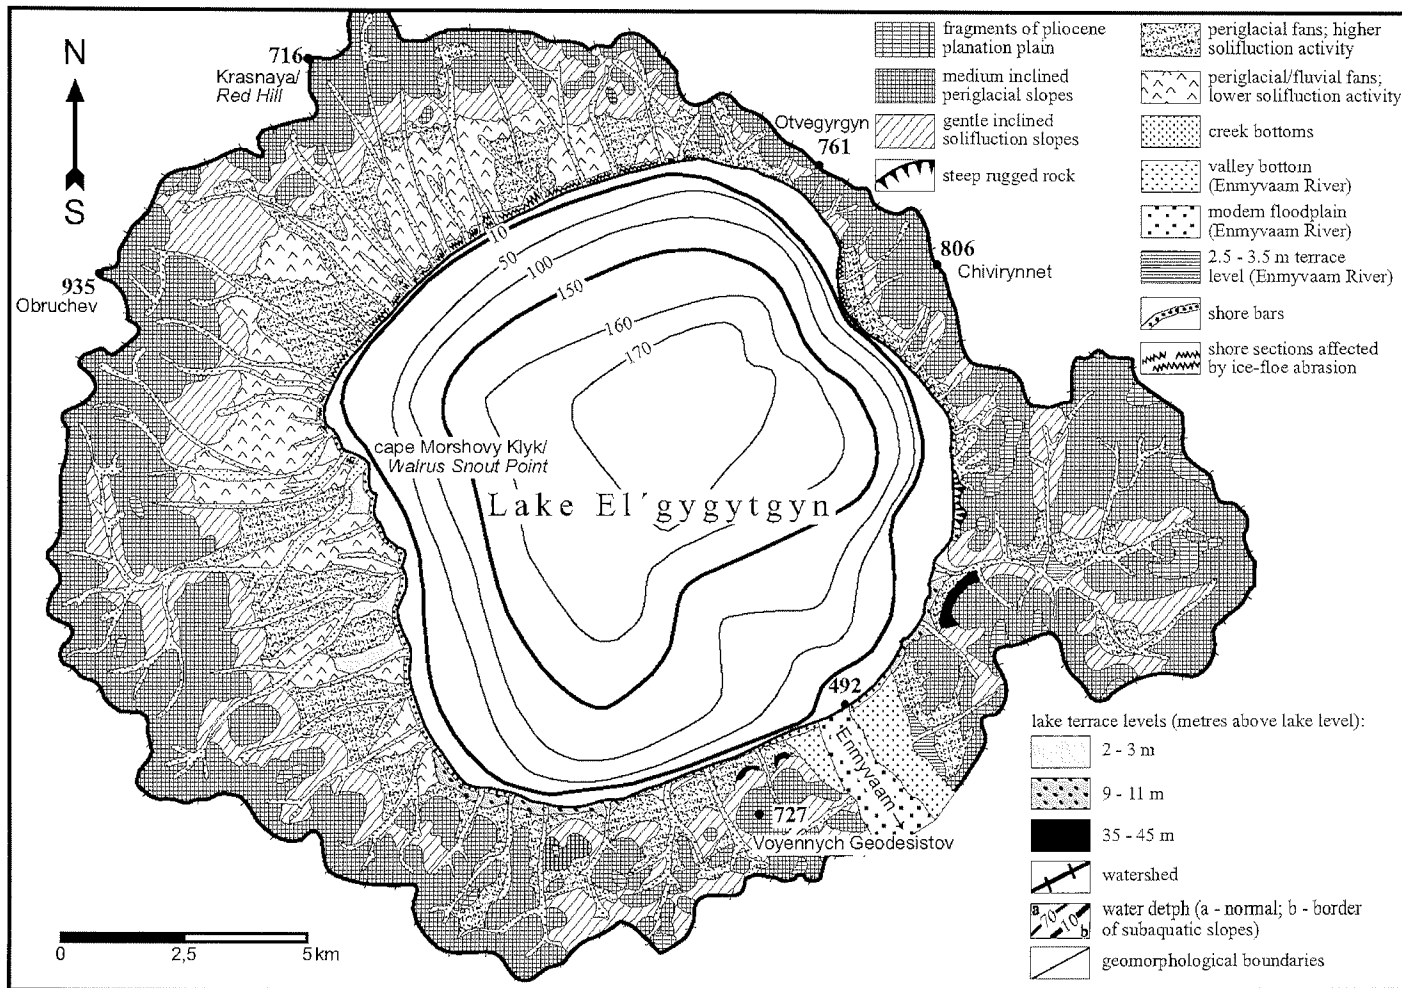 N
S
716
Krasnaya/
Red Hill
935
Obruchev
Otvegyrgyn
761
806
Chivirynnet
10
50
100
150
160
170
cape Morshovy Klyk/
Walrus Snout Point
Lake El´gygytgyn
492
Enmyvaam
727
Voyennych Geodesistov
0
2,5
5 km
fragments of pliocene
planation plain
medium inclined
periglacial slopes
gentle inclined
solifluction slopes
steep rugged rock
periglacial fans; higher
solifluction activity
periglacial/fluvial fans;
lower solifluction activity
creek bottoms
valley bottom
(Enmyvaam River)
modern floodplain
(Enmyvaam River)
2.5 - 3.5 m terrace
level (Enmyvaam River)
shore bars
shore sections affected
by ice-floe abrasion
lake terrace levels (metres above lake level):
2 - 3 m
9 - 11 m
35 - 45 m
watershed
a
70
10
b
water detph (a - normal; b - border
of subaquatic slopes)
geomorphological boundaries